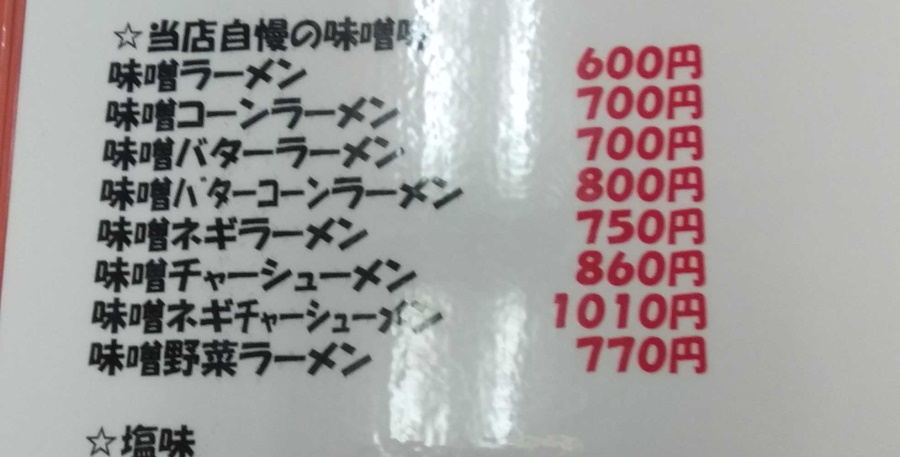 ☆当店自慢の味噌味
味噌ラーメン 600円
味噌コーンラーメン 700円
味噌バターラーメン 700円
味噌バターコーンラーメン 800円
味噌ネギラーメン 750円
味噌チャーシューメン 860円
味噌ネギチャーシューメン 1010円
味噌野菜ラーメン 770円
☆塩味